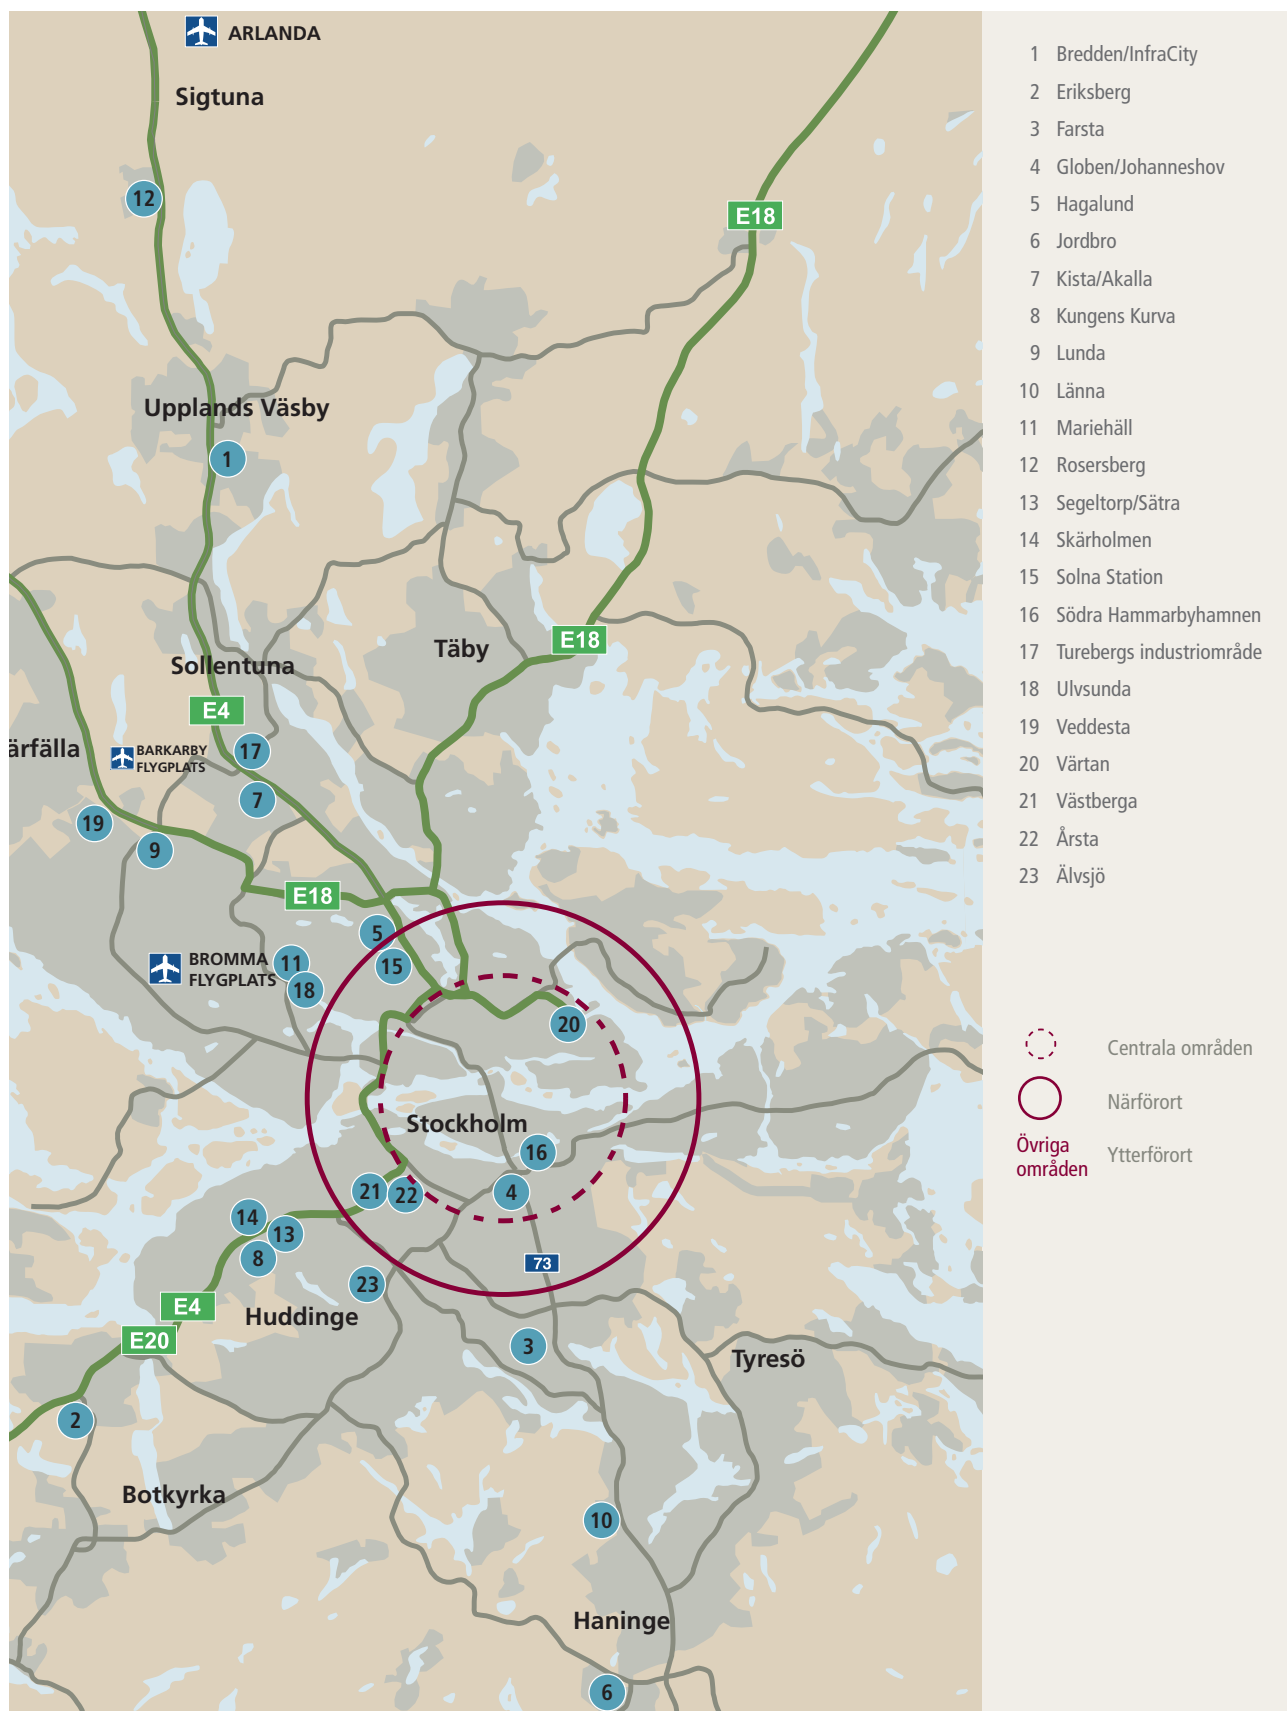 ARLANDA
Sigtuna
12
E18
Upplands Väsby
1
Täby
E18
Sollentuna
E4
ärfälla
BARKARBY
FLYGPLATS
17
7
19
9
E18
5
BROMMA
FLYGPLATS
11
15
18
20
Stockholm
16
21
22
4
14
13
8
73
23
E4
Huddinge
E20
3
Tyresö
2
Botkyrka
10
Haninge
6
1 Bredden/InfraCity
2 Eriksberg
3 Farsta
4 Globen/Johanneshov
5 Hagalund
6 Jordbro
7 Kista/Akalla
8 Kungens Kurva
9 Lunda
10 Länna
11 Mariehäll
12 Rosersberg
13 Segeltorp/Sätra
14 Skärholmen
15 Solna Station
16 Södra Hammarbyhamnen
17 Turebergs industriområde
18 Ulvsunda
19 Veddesta
20 Värtan
21 Västberga
22 Årsta
23 Älvsjö
Centrala områden
Närförort
Övriga
områden
Ytterförort